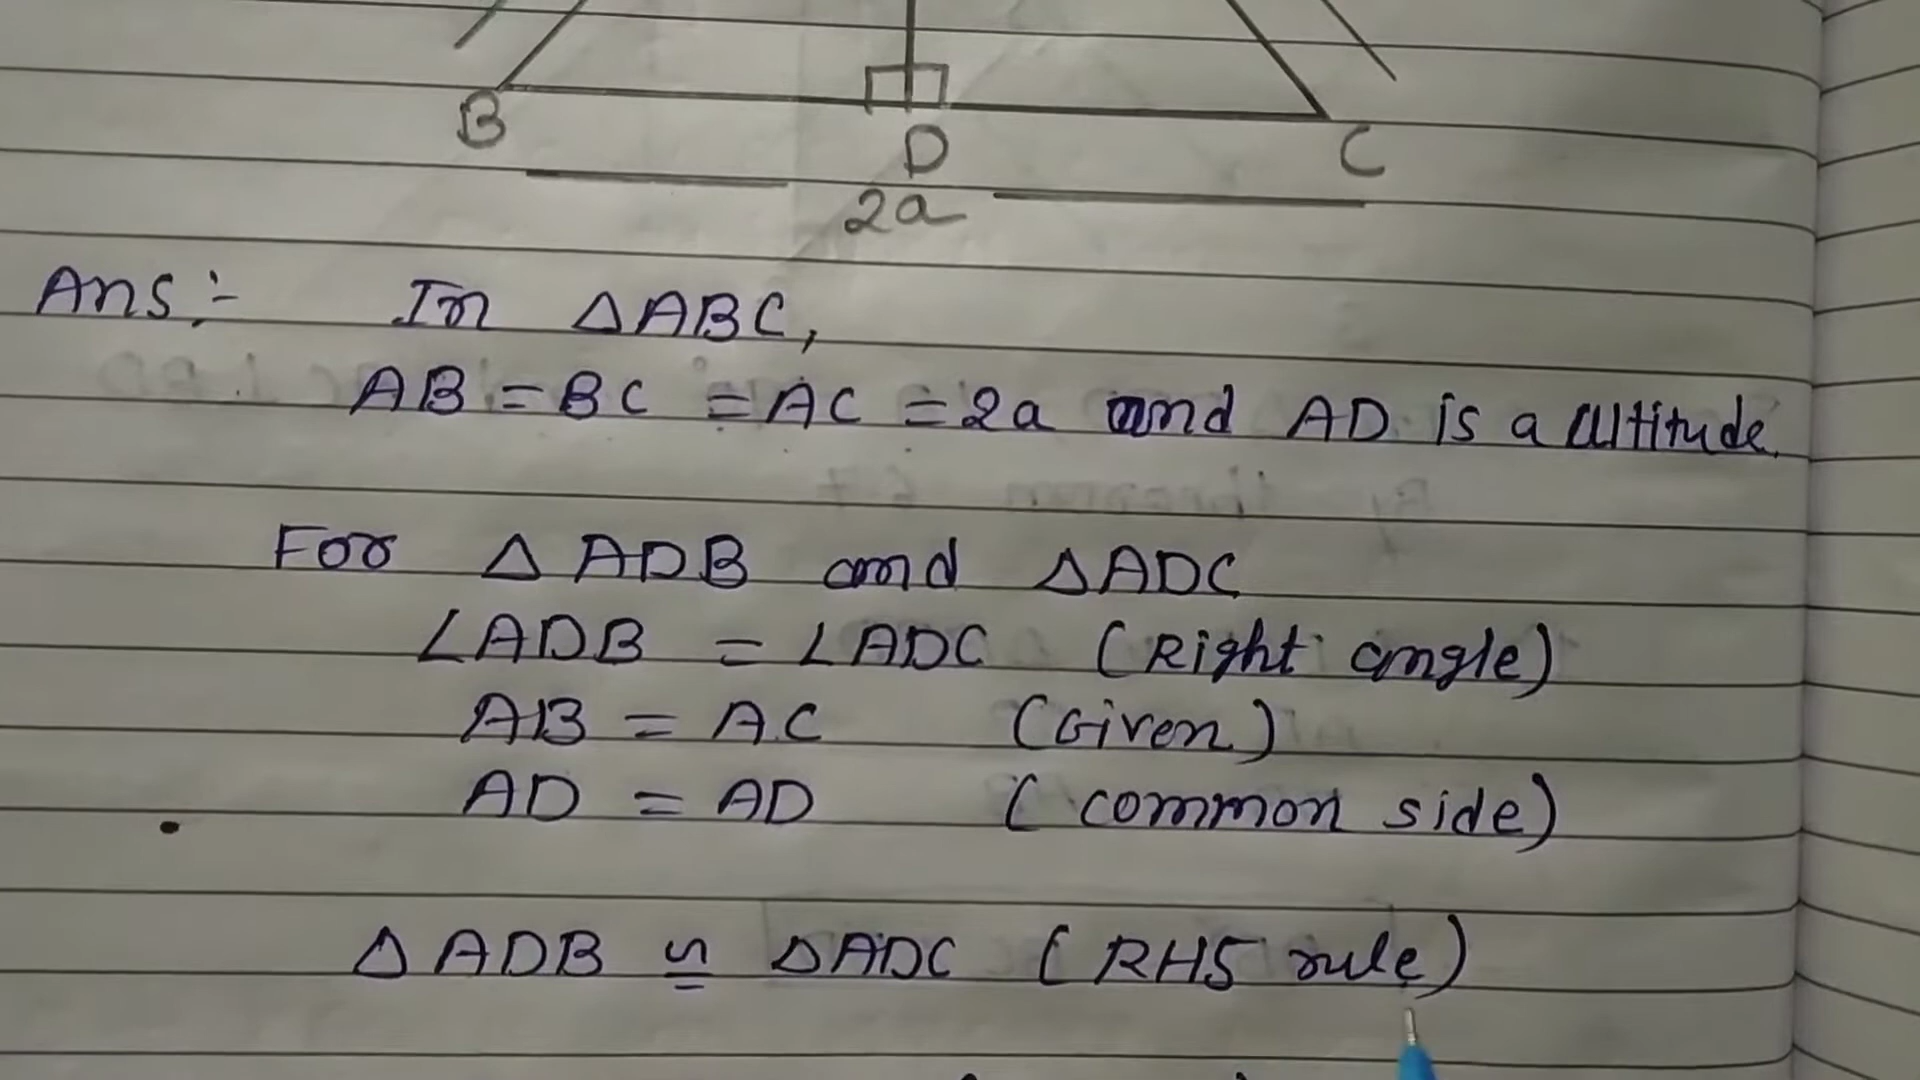 B D C
2a
Ans :- In △ABC,
AB = BC = AC = 2a and AD is a altitude.
For △ ADB and △ADC
∠ADB = ∠ADC (Right angle)
AB = AC (Given)
AD = AD (common side)
△ ADB ≅ △ADC (RHS rule)